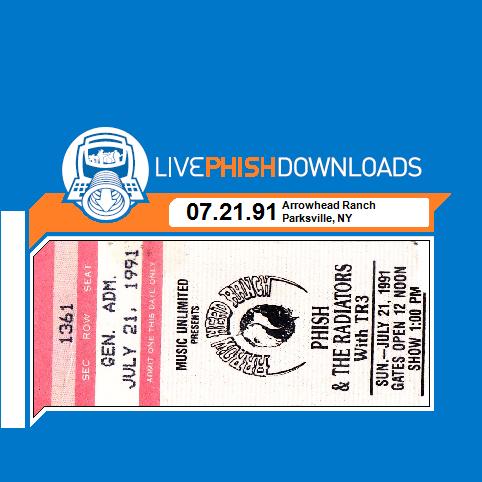 LIVEPHISHDOWNLOADS
07.21.91
Arrowhead Ranch
Parksville, NY
1361
SEC ROW SEAT
GEN. ADM.
JULY 21, 1991
ADMIT ONE THIS DATE ONLY
MUSIC UNLIMITED
PRESENTS
ARROW HEAD RANCH
PHISH
& THE RADIATORS
With TR3
SUN.—JULY 21, 1991
GATES OPEN 12 NOON
SHOW 1:00 PM